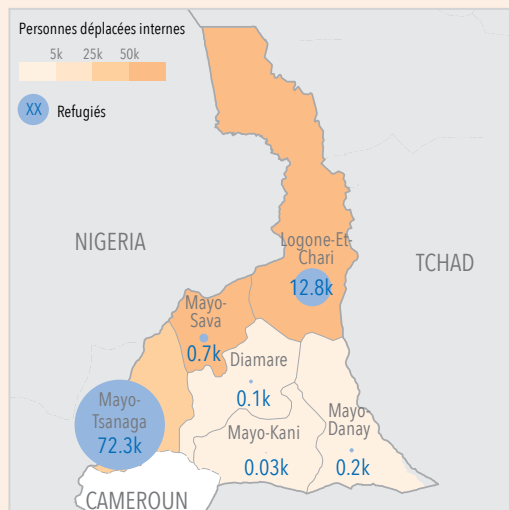 Personnes déplacées internes
5k 25k 50k
XX Refugiés
NIGERIA
TCHAD
Logone-Et-
Chari
12.8k
Mayo-
Sava
0.7k
Diamare
0.1k
Mayo-
Tsanaga
72.3k
Mayo-Kani
0.03k
Mayo-
Danay
0.2k
CAMEROUN